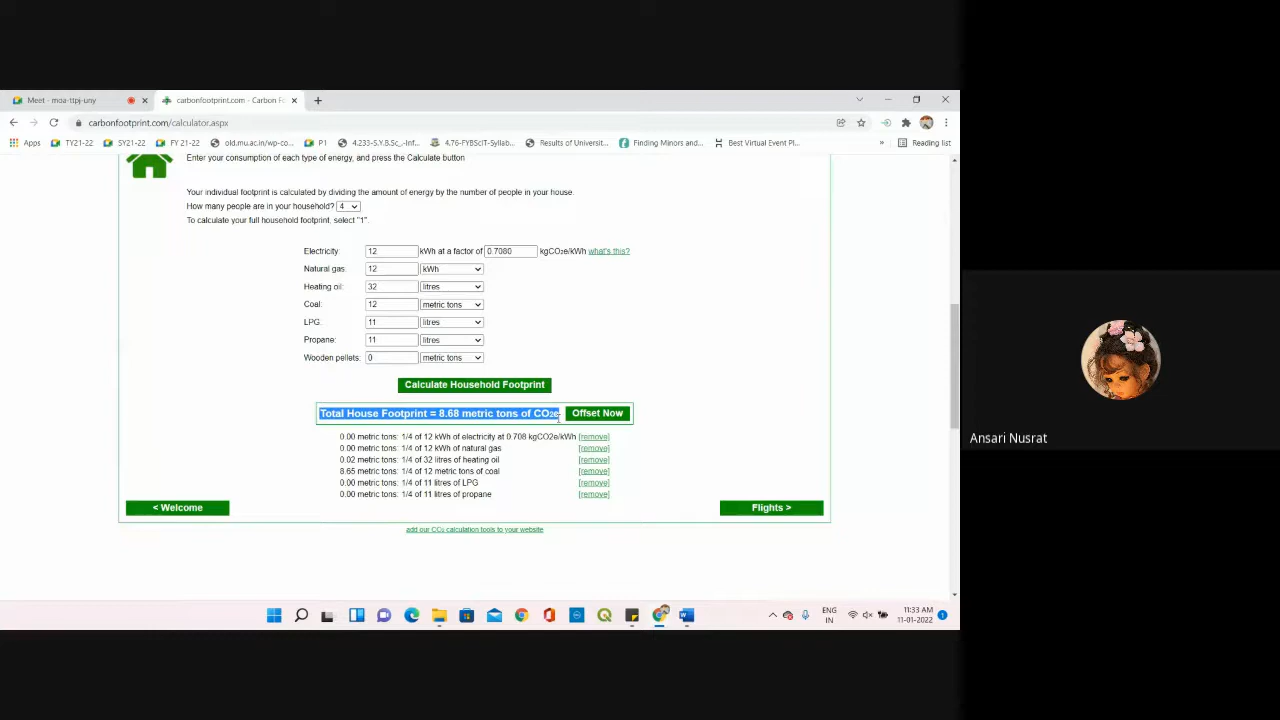 Meet - moa-ttpj-uny
carbonfootprint.com - Carbon Fo
carbonfootprint.com/calculator.aspx
Apps TY21-22 SY21-22 FY 21-22 old.mu.ac.in/wp-co... P1 4.233-S.Y.B.Sc_-Inf... 4.76-FYBScIT-Syllab... Results of Universit... Finding Minors and... Best Virtual Event Pl... » Reading list
Enter your consumption of each type of energy, and press the Calculate button
Your individual footprint is calculated by dividing the amount of energy by the number of people in your house.
How many people are in your household? 4
To calculate your full household footprint, select "1".
Electricity: 12 kWh at a factor of 0.7080 kgCO2e/kWh what's this?
Natural gas: 12 kWh
Heating oil: 32 litres
Coal: 12 metric tons
LPG: 11 litres
Propane: 11 litres
Wooden pellets: 0 metric tons
Calculate Household Footprint
Total House Footprint = 8.68 metric tons of CO2e Offset Now
0.00 metric tons: 1/4 of 12 kWh of electricity at 0.708 kgCO2e/kWh [remove]
0.00 metric tons: 1/4 of 12 kWh of natural gas [remove]
0.02 metric tons: 1/4 of 32 litres of heating oil [remove]
8.65 metric tons: 1/4 of 12 metric tons of coal [remove]
0.00 metric tons: 1/4 of 11 litres of LPG [remove]
0.00 metric tons: 1/4 of 11 litres of propane [remove]
< Welcome
Flights >
add our CO2 calculation tools to your website
Ansari Nusrat
ENG
IN
11:33 AM
11-01-2022
1